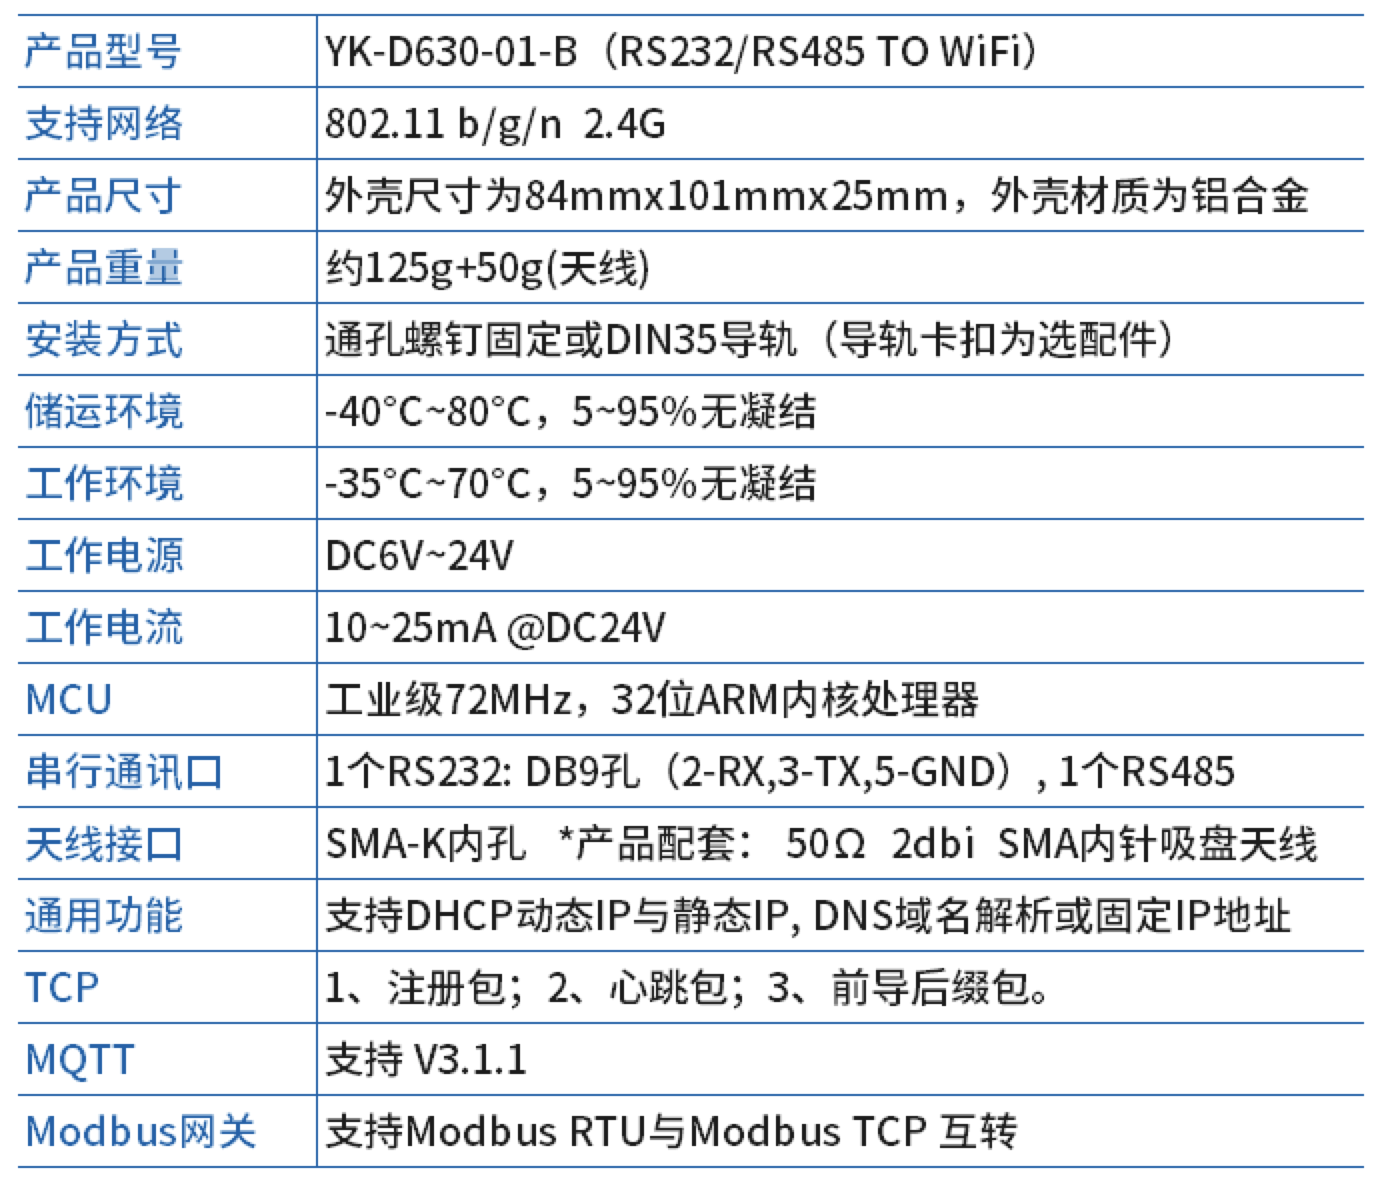 产品型号 YK-D630-01-B（RS232/RS485 TO WiFi）
支持网络 802.11 b/g/n 2.4G
产品尺寸 外壳尺寸为84mmx101mmx25mm，外壳材质为铝合金
产品重量 约125g+50g(天线)
安装方式 通孔螺钉固定或DIN35导轨（导轨卡扣为选配件）
储运环境 -40°C~80°C，5~95%无凝结
工作环境 -35°C~70°C，5~95%无凝结
工作电源 DC6V~24V
工作电流 10~25mA @DC24V
MCU 工业级72MHz，32位ARM内核处理器
串行通讯口 1个RS232: DB9孔（2-RX,3-TX,5-GND）, 1个RS485
天线接口 SMA-K内孔 *产品配套： 50Ω 2dbi SMA内针吸盘天线
通用功能 支持DHCP动态IP与静态IP, DNS域名解析或固定IP地址
TCP 1、注册包；2、心跳包；3、前导后缀包。
MQTT 支持 V3.1.1
Modbus网关 支持Modbus RTU与Modbus TCP 互转